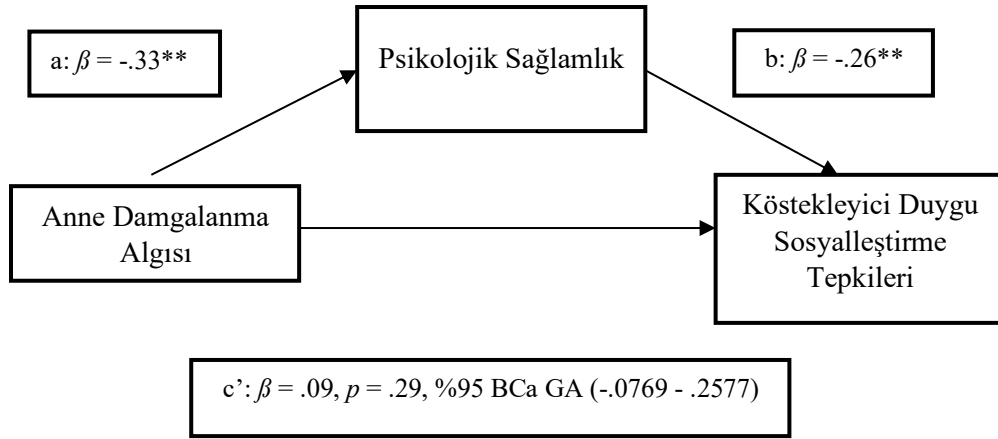 a: β = -.33**
Psikolojik Sağlamlık
b: β = -.26**
Anne Damgalanma
Algısı
Köstekleyici Duygu
Sosyalleştirme
Tepkileri
c’: β = .09, p = .29, %95 BCa GA (-.0769 - .2577)